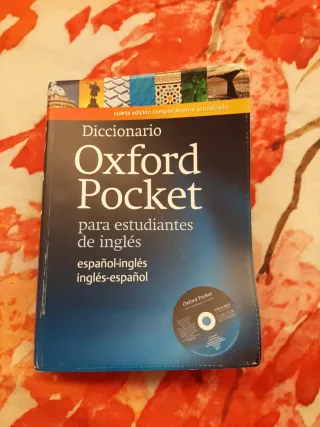 cuarta edición completamente actualizada
Diccionario
Oxford
Pocket
para estudiantes
de inglés
español-inglés
inglés-español
Oxford Pocket